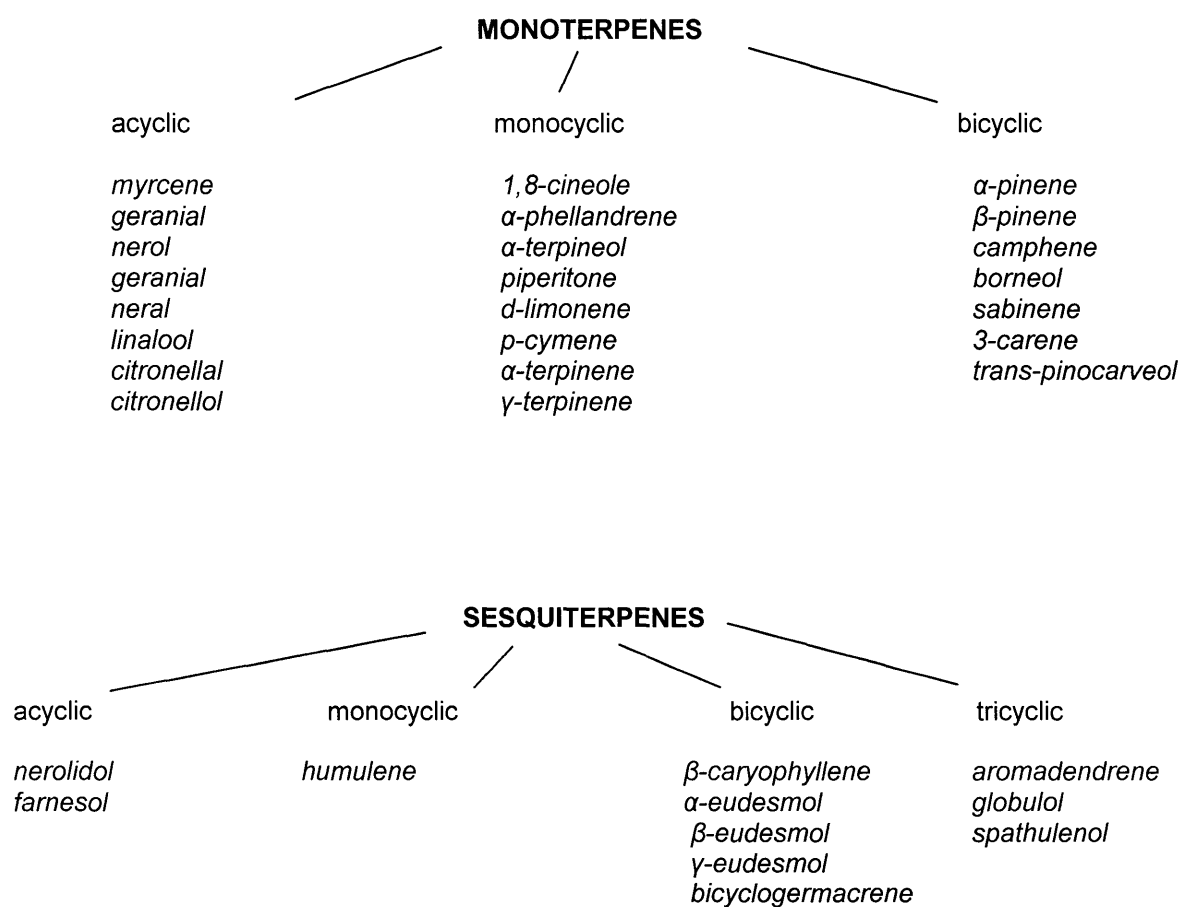 MONOTERPENES
acyclic monocyclic bicyclic
myrcene 1,8-cineole α-pinene
geranial α-phellandrene β-pinene
nerol α-terpineol camphene
geranial piperitone borneol
neral d-limonene sabinene
linalool p-cymene 3-carene
citronellal α-terpinene trans-pinocarveol
citronellol γ-terpinene
SESQUITERPENES
acyclic monocyclic bicyclic tricyclic
nerolidol humulene β-caryophyllene aromadendrene
farnesol α-eudesmol globulol
β-eudesmol spathulenol
γ-eudesmol
bicyclogermacrene